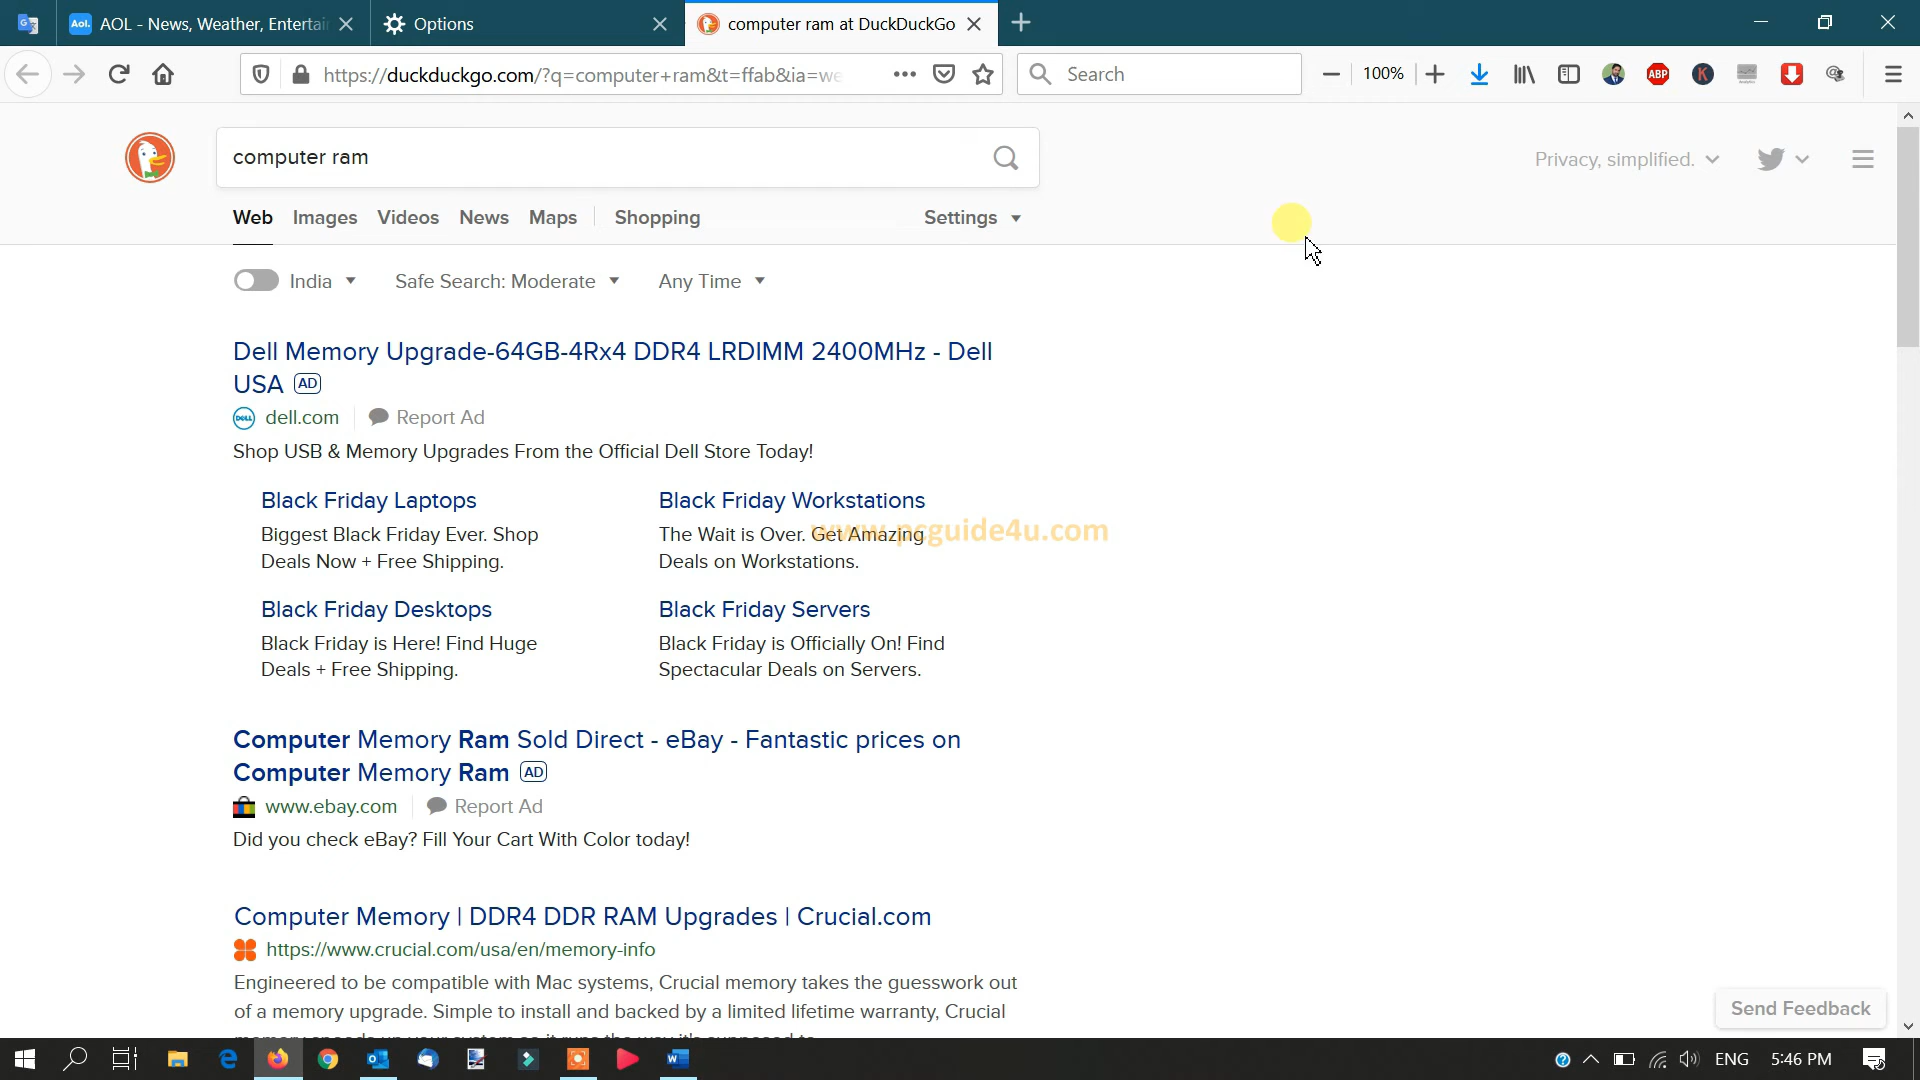 AOL - News, Weather, Entertai
Options
computer ram at DuckDuckGo
https://duckduckgo.com/?q=computer+ram&t=ffab&ia=we
Search
100%
ABP
K
computer ram
Privacy, simplified.
Web Images Videos News Maps Shopping Settings
India Safe Search: Moderate Any Time
Dell Memory Upgrade-64GB-4Rx4 DDR4 LRDIMM 2400MHz - Dell
USA AD
dell.com Report Ad
Shop USB & Memory Upgrades From the Official Dell Store Today!
Black Friday Laptops
Biggest Black Friday Ever. Shop
Deals Now + Free Shipping.
Black Friday Workstations
The Wait is Over. Get Amazing
Deals on Workstations.
www.pcguide4u.com
Black Friday Desktops
Black Friday is Here! Find Huge
Deals + Free Shipping.
Black Friday Servers
Black Friday is Officially On! Find
Spectacular Deals on Servers.
Computer Memory Ram Sold Direct - eBay - Fantastic prices on
Computer Memory Ram AD
www.ebay.com Report Ad
Did you check eBay? Fill Your Cart With Color today!
Computer Memory | DDR4 DDR RAM Upgrades | Crucial.com
https://www.crucial.com/usa/en/memory-info
Engineered to be compatible with Mac systems, Crucial memory takes the guesswork out
of a memory upgrade. Simple to install and backed by a limited lifetime warranty, Crucial
Send Feedback
ENG 5:46 PM